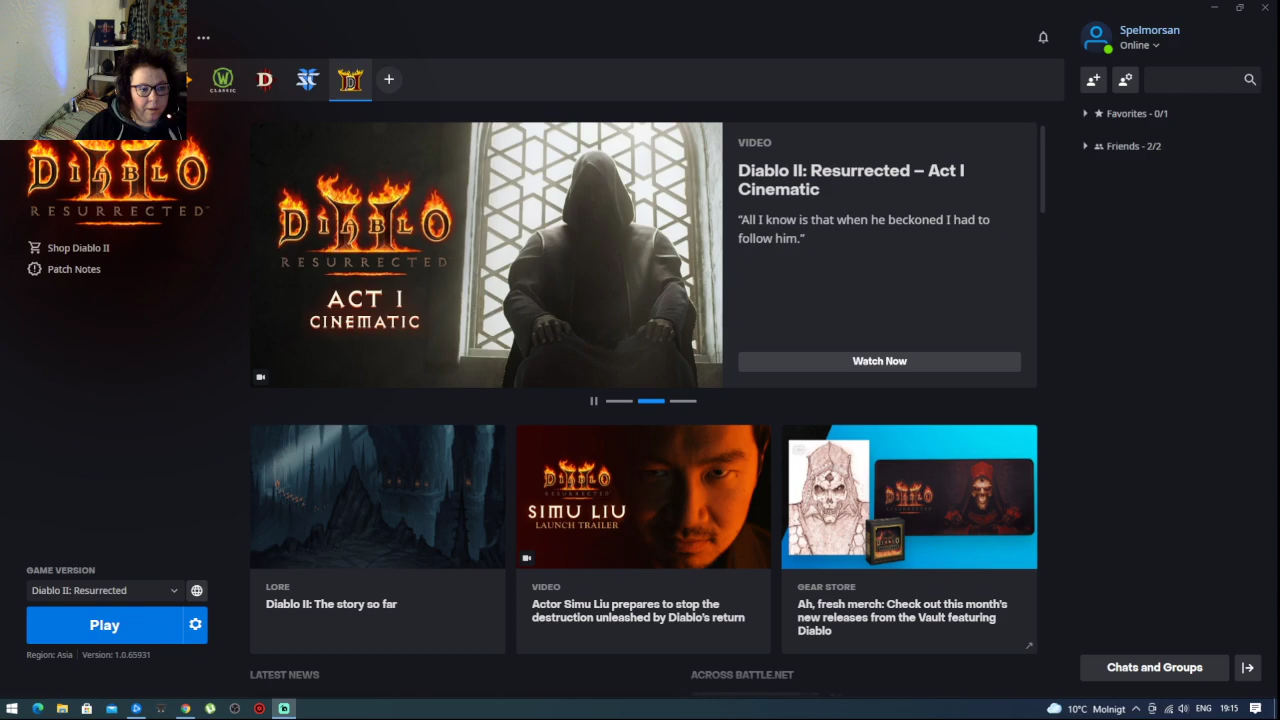 Spelmorsan
Online
CLASSIC
DIABLO
II
RESURRECTED
Shop Diablo II
Patch Notes
Favorites - 0/1
Friends - 2/2
DIABLO
II
RESURRECTED
ACT I
CINEMATIC
VIDEO
Diablo II: Resurrected – Act I
Cinematic
“All I know is that when he beckoned I had to
follow him.”
Watch Now
DIABLO
II
RESURRECTED
SIMU LIU
LAUNCH TRAILER
DIABLO
II
LORE
Diablo II: The story so far
VIDEO
Actor Simu Liu prepares to stop the
destruction unleashed by Diablo’s return
GEAR STORE
Ah, fresh merch: Check out this month’s
new releases from the Vault featuring
Diablo
GAME VERSION
Diablo II: Resurrected
Play
Region: Asia | Version: 1.0.65931
LATEST NEWS
ACROSS BATTLE.NET
Chats and Groups
10°C Molnigt
ENG
19:15